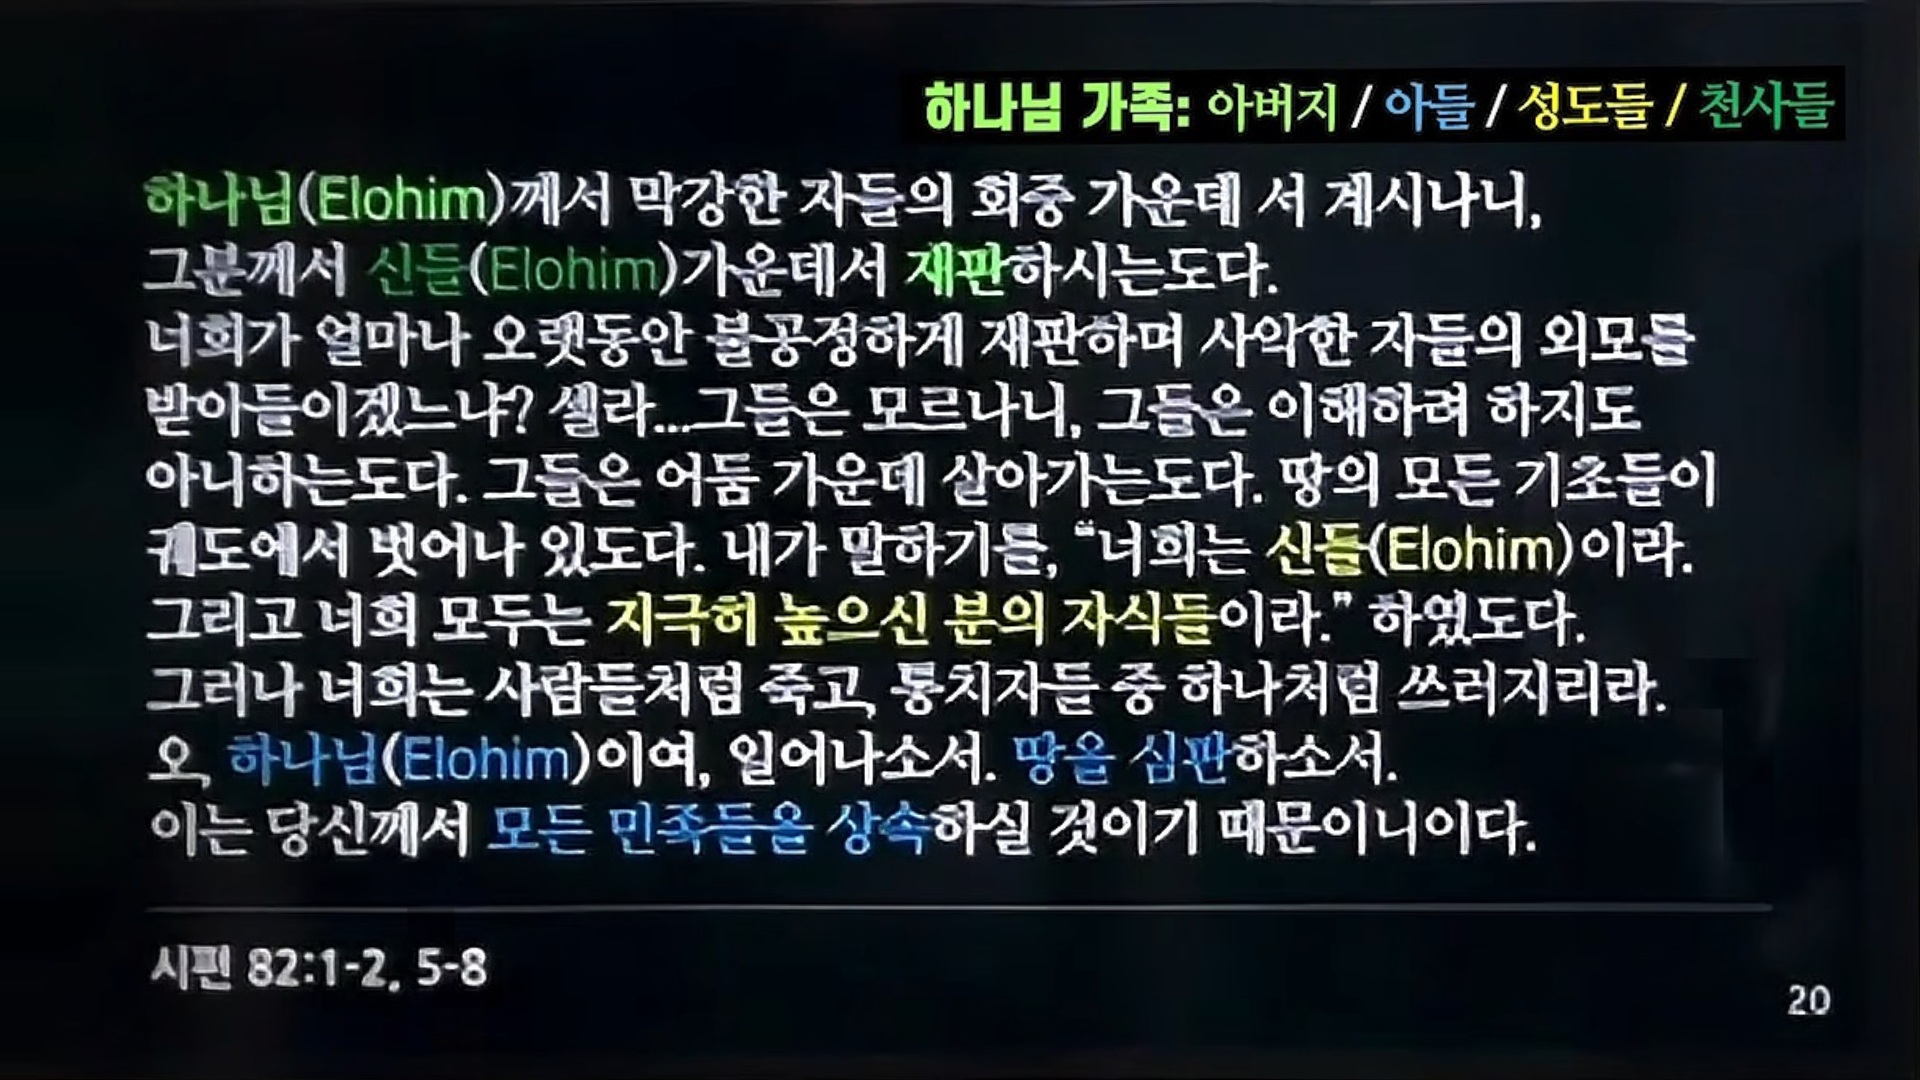 하나님 가족: 아버지 / 아들 / 성도들 / 천사들
하나님(Elohim)께서 막강한 자들의 회중 가운데 서 계시나니,
그분께서 신들(Elohim)가운데서 재판하시는도다.
너희가 얼마나 오랫동안 불공정하게 재판하며 사악한 자들의 외모를
받아들이겠느냐? 셀라...그들은 모르나니, 그들은 이해하려 하지도
아니하는도다. 그들은 어둠 가운데 살아가는도다. 땅의 모든 기초들이
궤도에서 벗어나 있도다. 내가 말하기를, “너희는 신들(Elohim)이라.
그리고 너희 모두는 지극히 높으신 분의 자식들이라.” 하였도다.
그러나 너희는 사람들처럼 죽고, 통치자들 중 하나처럼 쓰러지리라.
오, 하나님(Elohim)이여, 일어나소서. 땅을 심판하소서.
이는 당신께서 모든 민족들을 상속하실 것이기 때문이니이다.
시편 82:1-2, 5-8
20